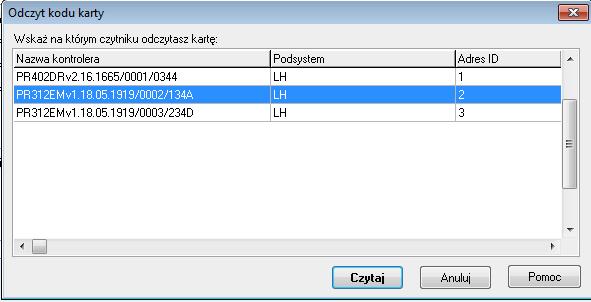 Odczyt kodu karty
Wskaż na którym czytniku odczytasz kartę:
Nazwa kontrolera Podsystem Adres ID
PR402DRv2.16.1665/0001/0344 LH 1
PR312EMv1.18.05.1919/0002/134A LH 2
PR312EMv1.18.05.1919/0003/234D LH 3
Czytaj Anuluj Pomoc